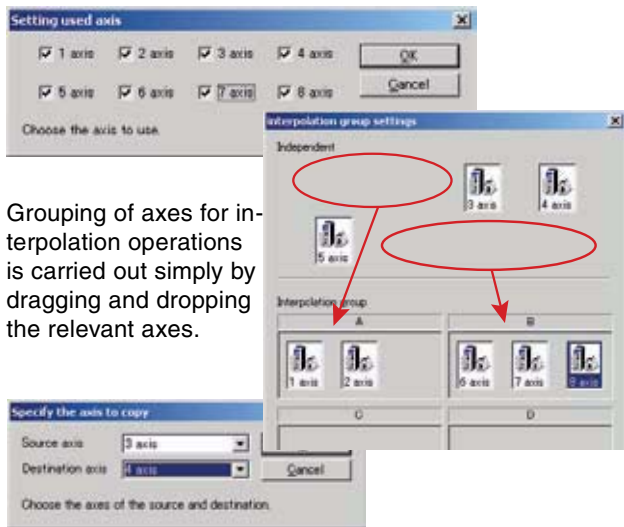 Setting used axis
1 axis 2 axis 3 axis 4 axis OK
5 axis 6 axis 7 axis 8 axis Cancel
Choose the axis to use.
interpolation group settings
Independent
3 axis 4 axis
5 axis
Grouping of axes for in-
terpolation operations
is carried out simply by
dragging and dropping
the relevant axes.
Interpolation group
A B
1 axis 2 axis 6 axis 7 axis 8 axis
C D
Specify the axis to copy
Source axis 3 axis
Destination axis 4 axis Cancel
Choose the axes of the source and destination.